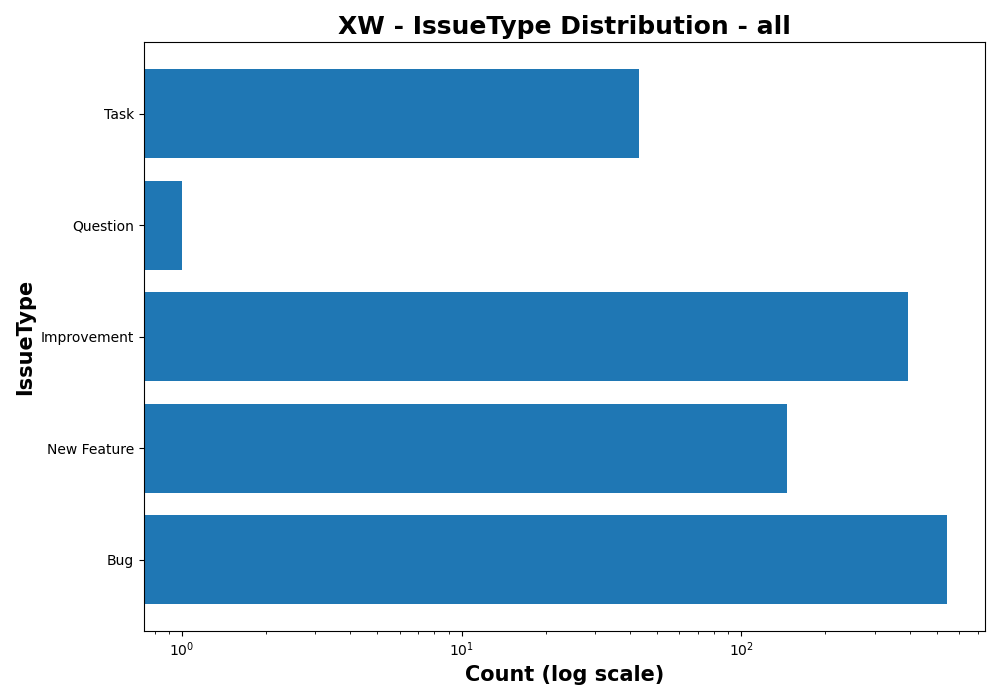 XW - IssueType Distribution - all
IssueType
Task
Question
Improvement
New Feature
Bug
10⁰
10¹
10²
Count (log scale)